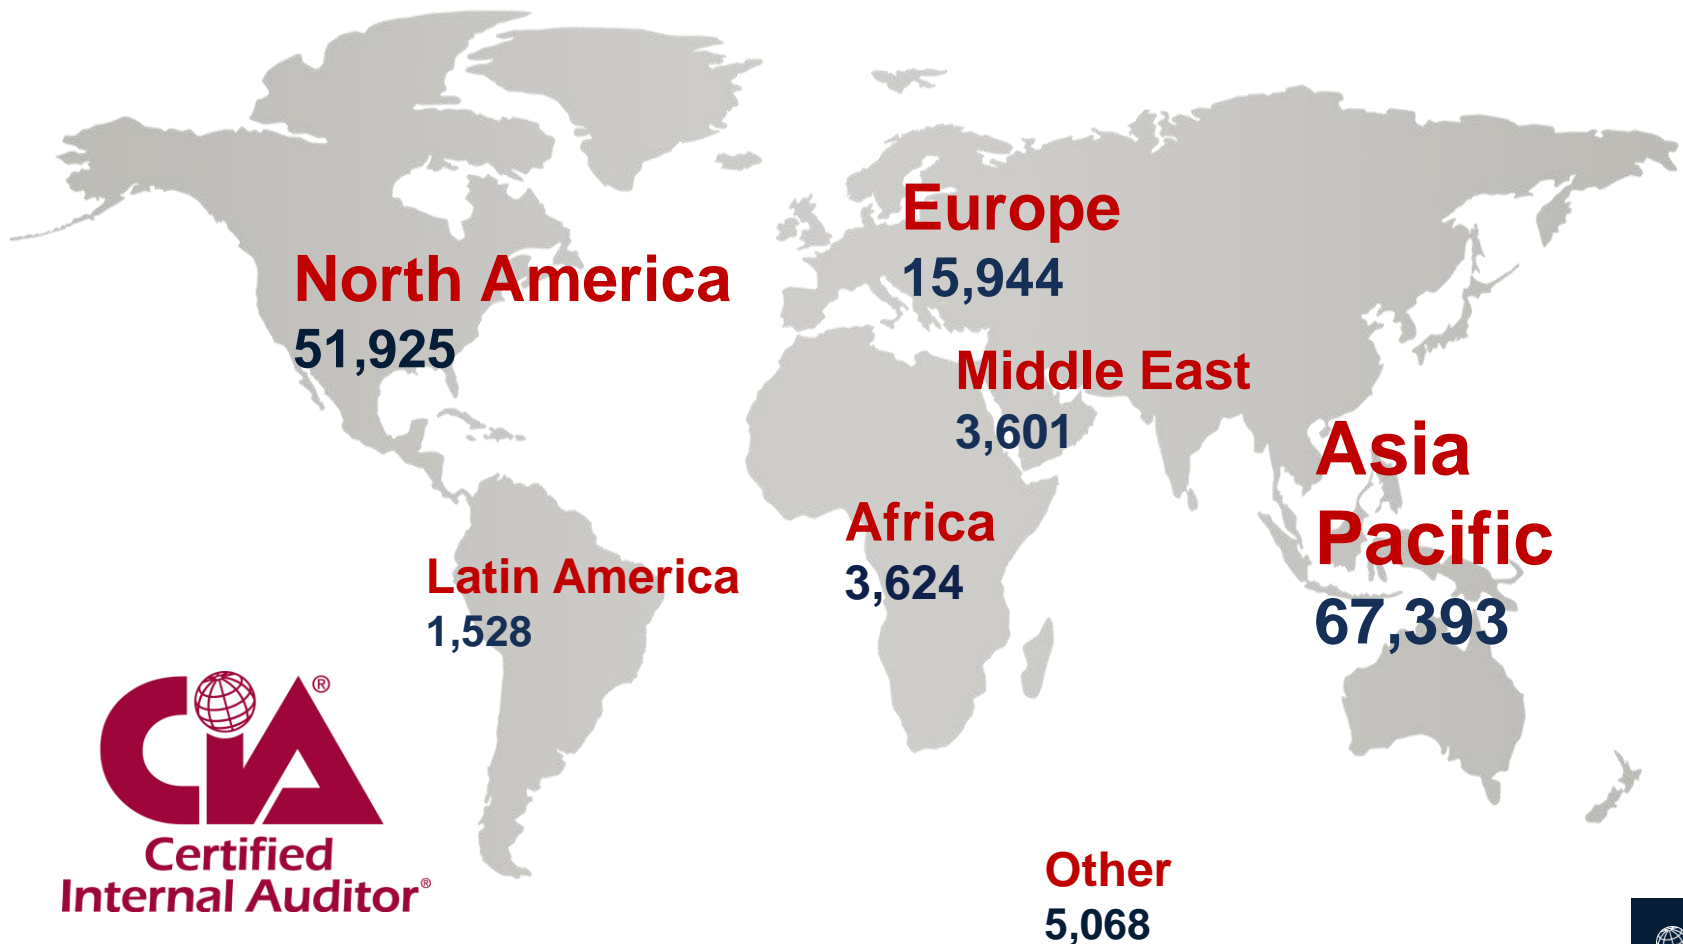 Europe
15,944
North America
51,925
Middle East
3,601
Asia
Pacific
67,393
Africa
3,624
Latin America
1,528
CIA®
Certified
Internal Auditor®
Other
5,068